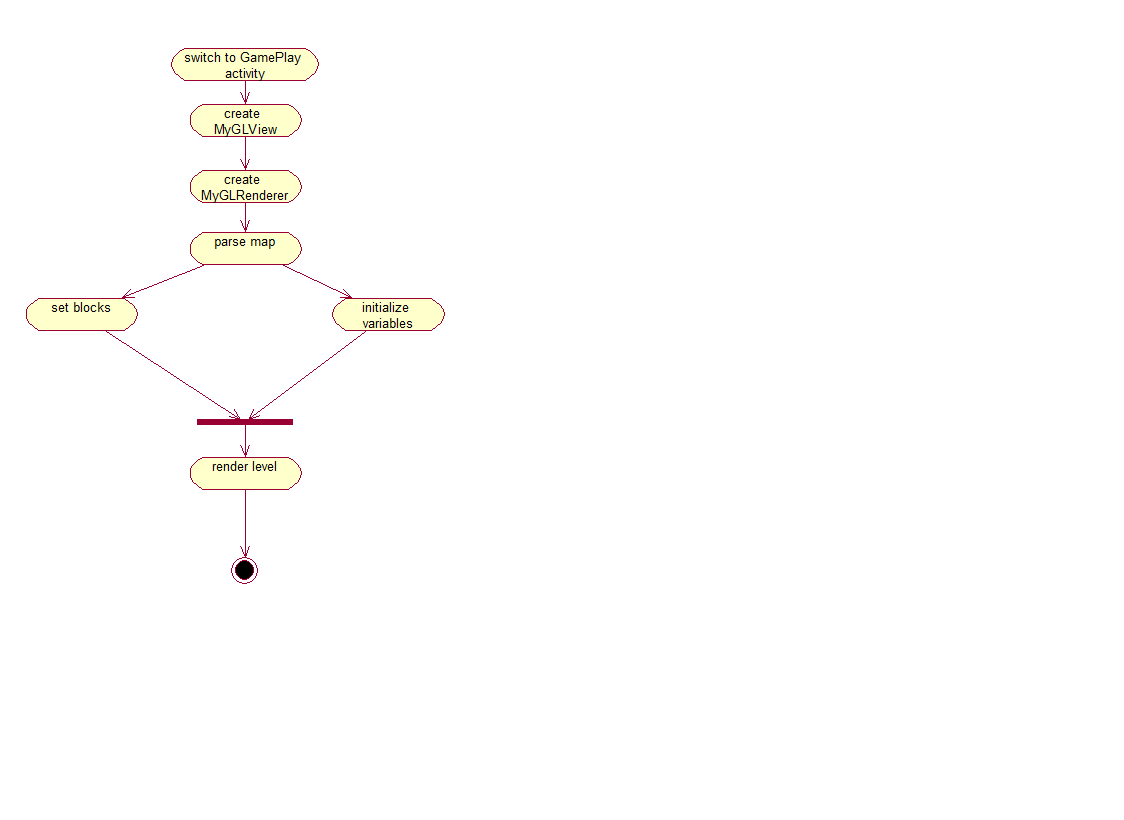 switch to GamePlay
activity
create
MyGLView
create
MyGLRenderer
parse map
set blocks
initialize
variables
render level